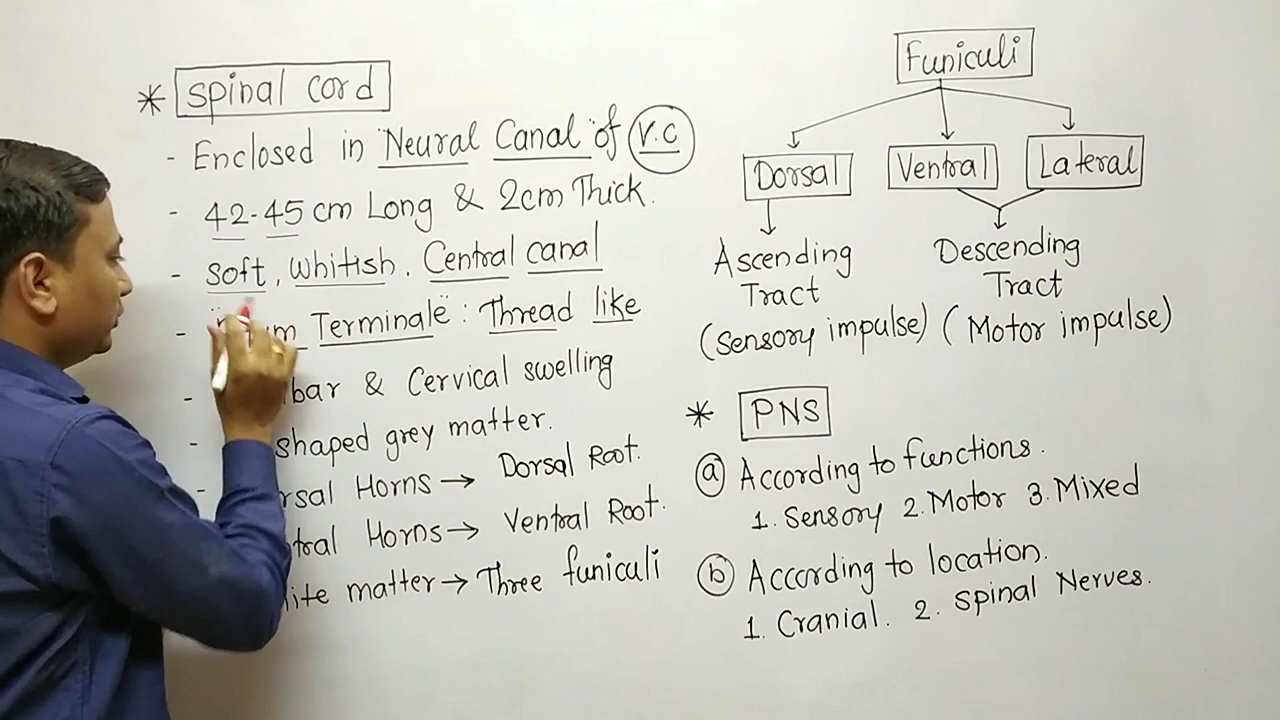 * Spinal cord
- Enclosed in "Neural Canal" of V.C
- 42-45 cm Long & 2cm Thick.
- Soft, Whitish, Central canal
- Terminale": Thread like
- & Cervical swelling
- shaped grey matter.
- Horns → Dorsal Root.
Horns → Ventral Root.
matter → Three funiculi
Funiculi
Dorsal Ventral Lateral
Ascending Tract
(Sensory impulse)
Descending Tract
(Motor impulse)
* PNS
(a) According to functions.
1. Sensory 2. Motor 3. Mixed
(b) According to location.
1. Cranial. 2. Spinal Nerves.